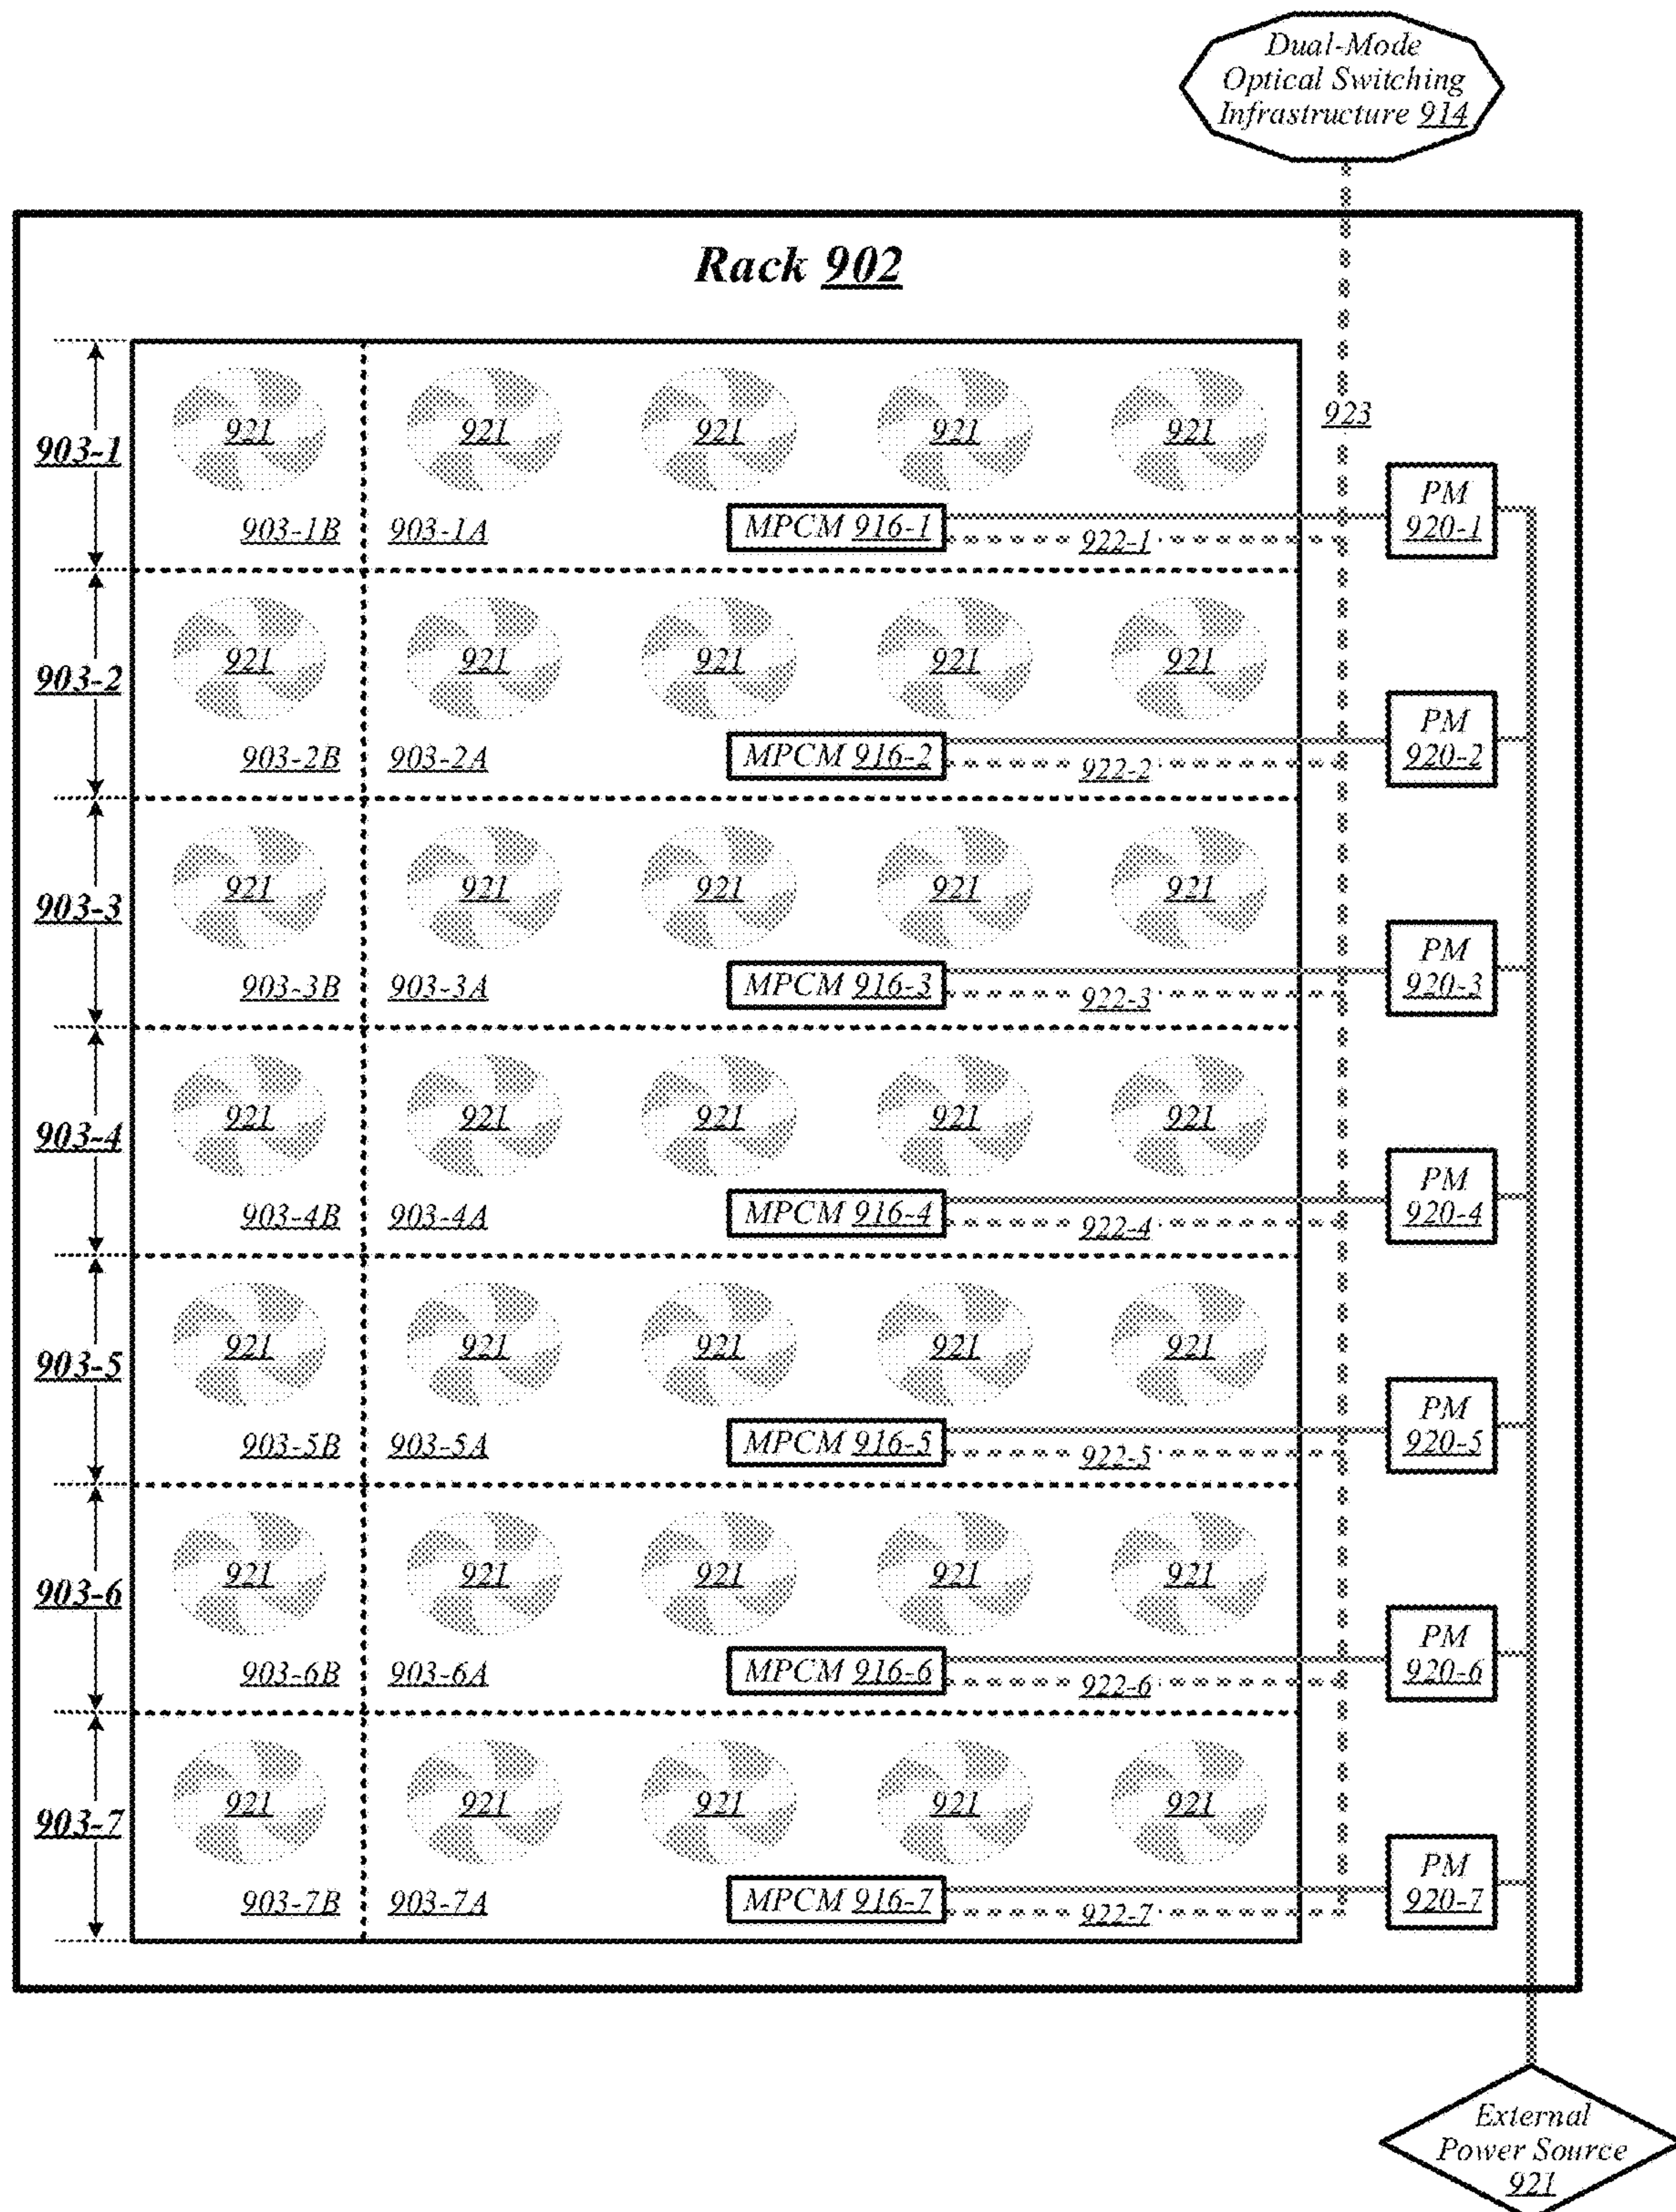 Dual-Mode
Optical Switching
Infrastructure 914
Rack 902
923
903-1
921 921 921 921 921
903-1B 903-1A MPCM 916-1 922-1
PM
920-1
903-2
921 921 921 921 921
903-2B 903-2A MPCM 916-2 922-2
PM
920-2
903-3
921 921 921 921 921
903-3B 903-3A MPCM 916-3 922-3
PM
920-3
903-4
921 921 921 921 921
903-4B 903-4A MPCM 916-4 922-4
PM
920-4
903-5
921 921 921 921 921
903-5B 903-5A MPCM 916-5 922-5
PM
920-5
903-6
921 921 921 921 921
903-6B 903-6A MPCM 916-6 922-6
PM
920-6
903-7
921 921 921 921 921
903-7B 903-7A MPCM 916-7 922-7
PM
920-7
External
Power Source
921